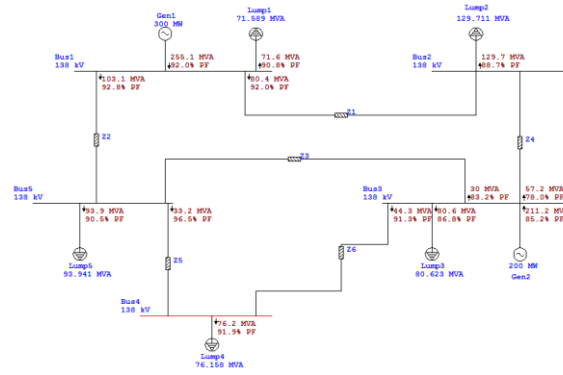 Gen1
300 MW
Lump1
71.589 MVA
Lump2
129.711 MVA
Bus1
138 kV
255.1 MVA
92.0% PF
71.6 MVA
90.8% PF
Bus2
138 kV
129.7 MVA
88.7% PF
103.1 MVA
92.8% PF
80.4 MVA
92.0% PF
Z1
Z2
Z4
Z3
Bus5
138 kV
93.9 MVA
90.5% PF
33.2 MVA
96.5% PF
Bus3
138 kV
30 MVA
83.2% PF
57.2 MVA
78.0% PF
44.3 MVA
91.3% PF
80.6 MVA
86.8% PF
211.2 MVA
85.2% PF
Lump5
93.941 MVA
Z5
Z6
Lump3
80.623 MVA
200 MW
Gen2
Bus4
138 kV
76.2 MVA
91.9% PF
Lump4
76.158 MVA